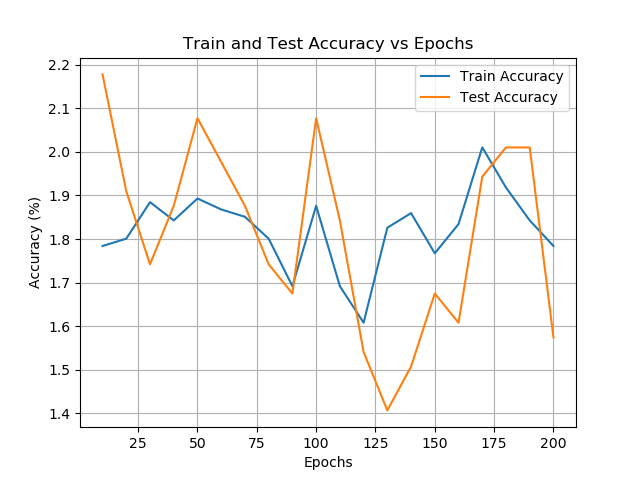 Train and Test Accuracy vs Epochs
Train Accuracy
Test Accuracy
Accuracy (%)
2.2
2.1
2.0
1.9
1.8
1.7
1.6
1.5
1.4
25 50 75 100 125 150 175 200
Epochs